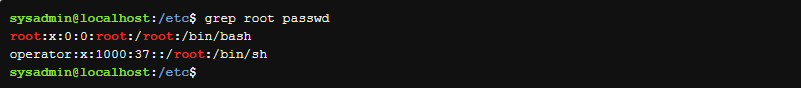 sysadmin@localhost:/etc$ grep root passwd
root:x:0:0:root:/root:/bin/bash
operator:x:1000:37::/root:/bin/sh
sysadmin@localhost:/etc$